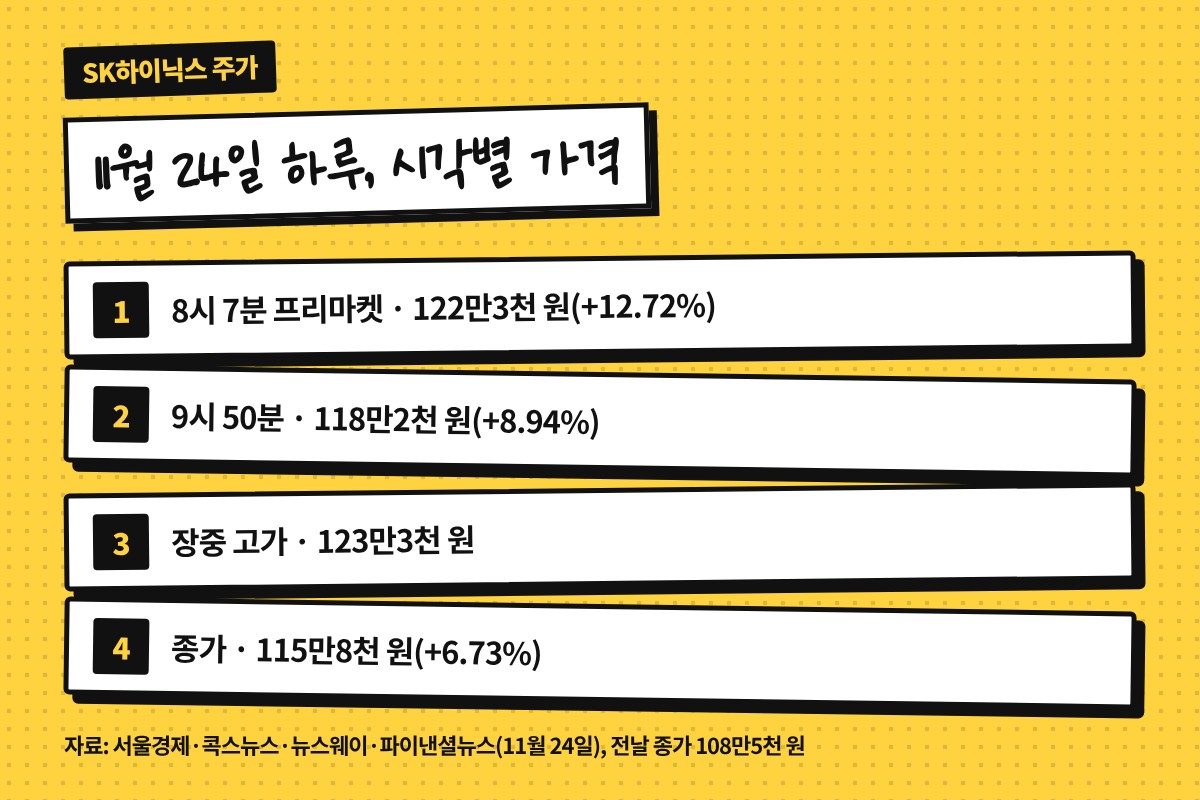 SK하이닉스 주가
11월 24일 하루, 시각별 가격
1 8시 7분 프리마켓 · 122만3천 원(+12.72%)
2 9시 50분 · 118만2천 원(+8.94%)
3 장중 고가 · 123만3천 원
4 종가 · 115만8천 원(+6.73%)
자료: 서울경제·콕스뉴스·뉴스웨이·파이낸셜뉴스(11월 24일), 전날 종가 108만5천 원